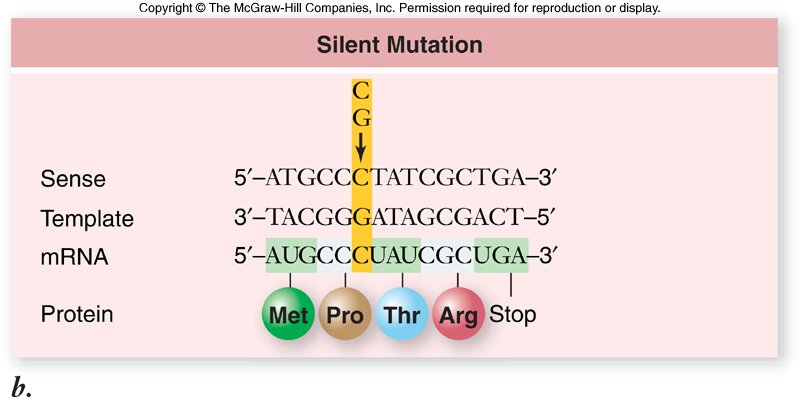 Copyright © The McGraw-Hill Companies, Inc. Permission required for reproduction or display.
Silent Mutation
C
G
Sense 5′–ATGCCCTATCGCTGA–3′
Template 3′–TACGGGATAGCGACT–5′
mRNA 5′–AUGCCCUAUCGCUGA–3′
Protein Met Pro Thr Arg Stop
b.